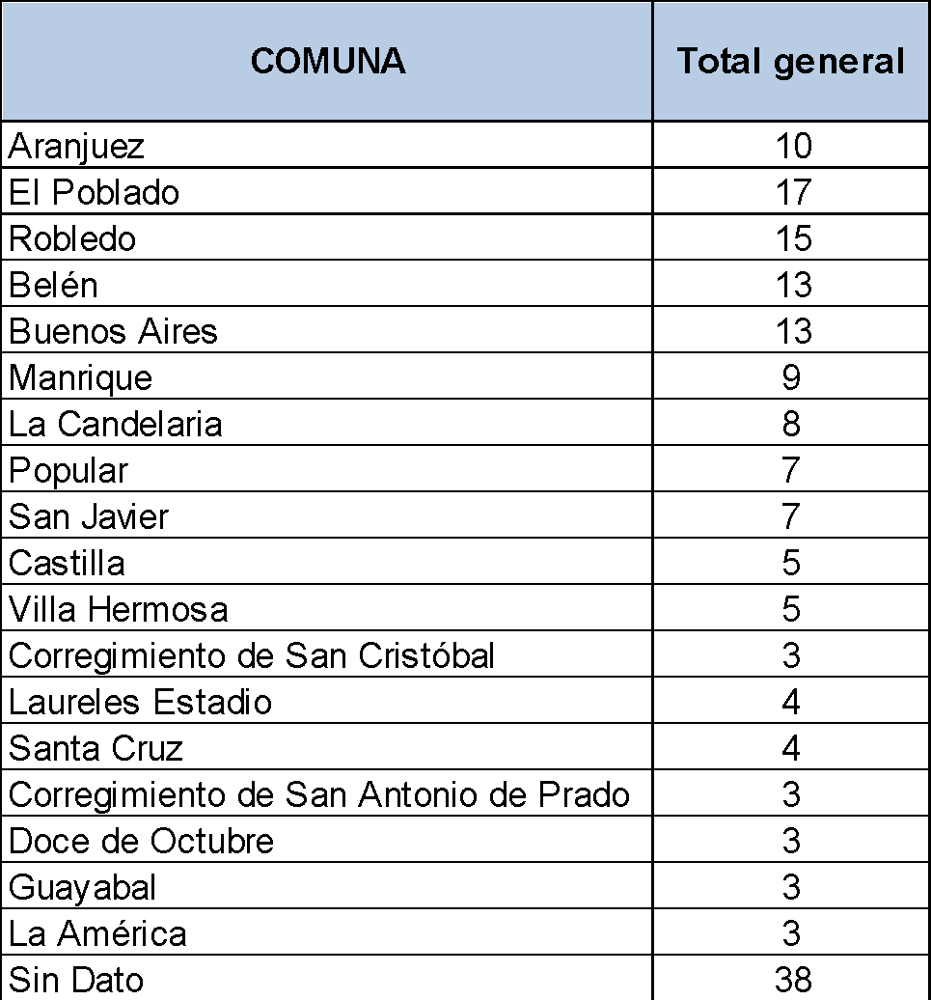 COMUNA Total general
Aranjuez 10
El Poblado 17
Robledo 15
Belén 13
Buenos Aires 13
Manrique 9
La Candelaria 8
Popular 7
San Javier 7
Castilla 5
Villa Hermosa 5
Corregimiento de San Cristóbal 3
Laureles Estadio 4
Santa Cruz 4
Corregimiento de San Antonio de Prado 3
Doce de Octubre 3
Guayabal 3
La América 3
Sin Dato 38